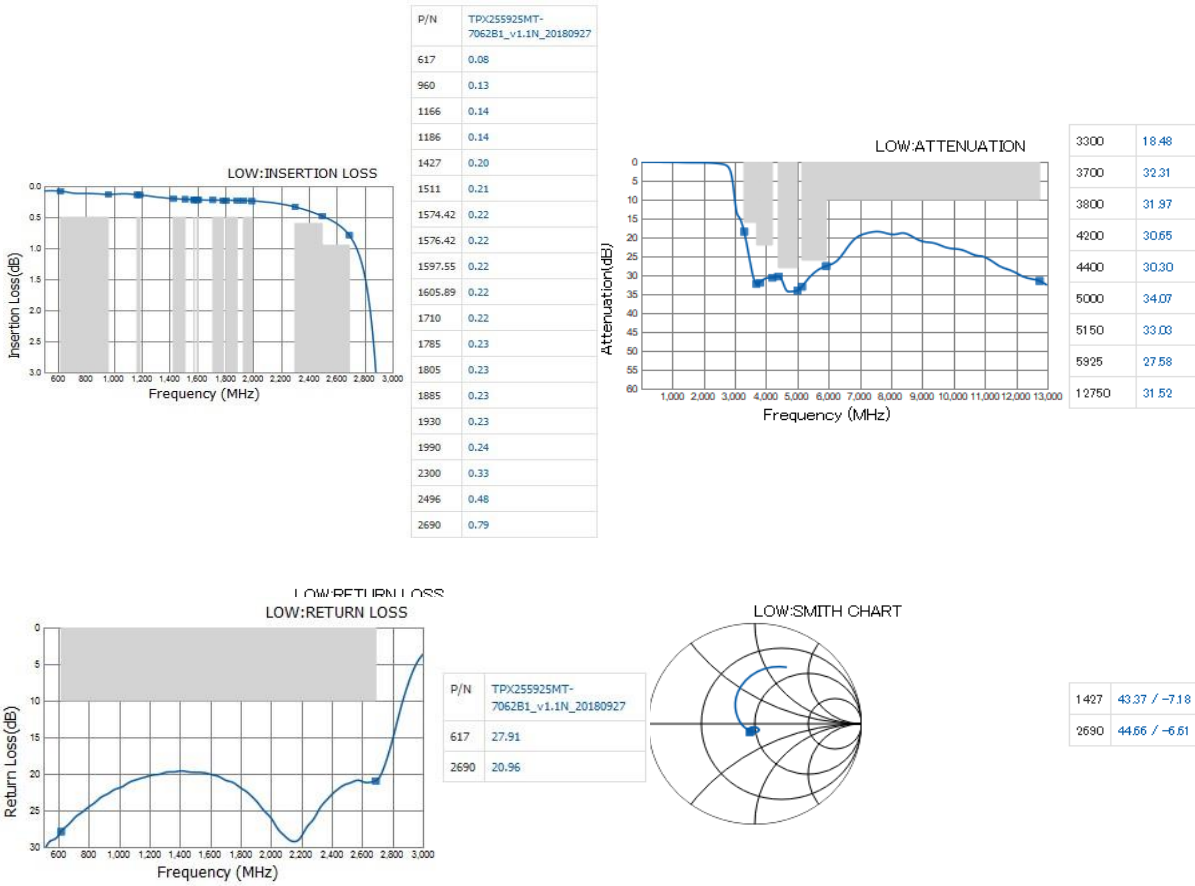 P/N TPX255925MT-
7062B1_v1.1N_20180927
617 0.08
960 0.13
1166 0.14
1186 0.14
1427 0.20
1511 0.21
1574.42 0.22
1576.42 0.22
1597.55 0.22
1605.89 0.22
1710 0.22
1785 0.23
1805 0.23
1885 0.23
1930 0.23
1990 0.24
2300 0.33
2496 0.48
2690 0.79
LOW:INSERTION LOSS
Insertion Loss(dB)
0.0
0.5
1.0
1.5
2.0
2.5
3.0
600 800 1,000 1,200 1,400 1,600 1,800 2,000 2,200 2,400 2,600 2,800 3,000
Frequency (MHz)
LOW:ATTENUATION
Attenuation(dB)
0
5
10
15
20
25
30
35
40
45
50
55
60
1,000 2,000 3,000 4,000 5,000 6,000 7,000 8,000 9,000 10,000 11,000 12,000 13,000
Frequency (MHz)
3300 18.48
3700 32.31
3800 31.97
4200 30.65
4400 30.30
5000 34.07
5150 33.03
5925 27.58
12750 31.52
LOW:RETURN LOSS
LOW:RETURN LOSS
Return Loss(dB)
0
5
10
15
20
25
30
600 800 1,000 1,200 1,400 1,600 1,800 2,000 2,200 2,400 2,600 2,800 3,000
Frequency (MHz)
P/N TPX255925MT-
7062B1_v1.1N_20180927
617 27.91
2690 20.96
LOW:SMITH CHART
1427 43.37 / -7.18
2690 44.66 / -6.61